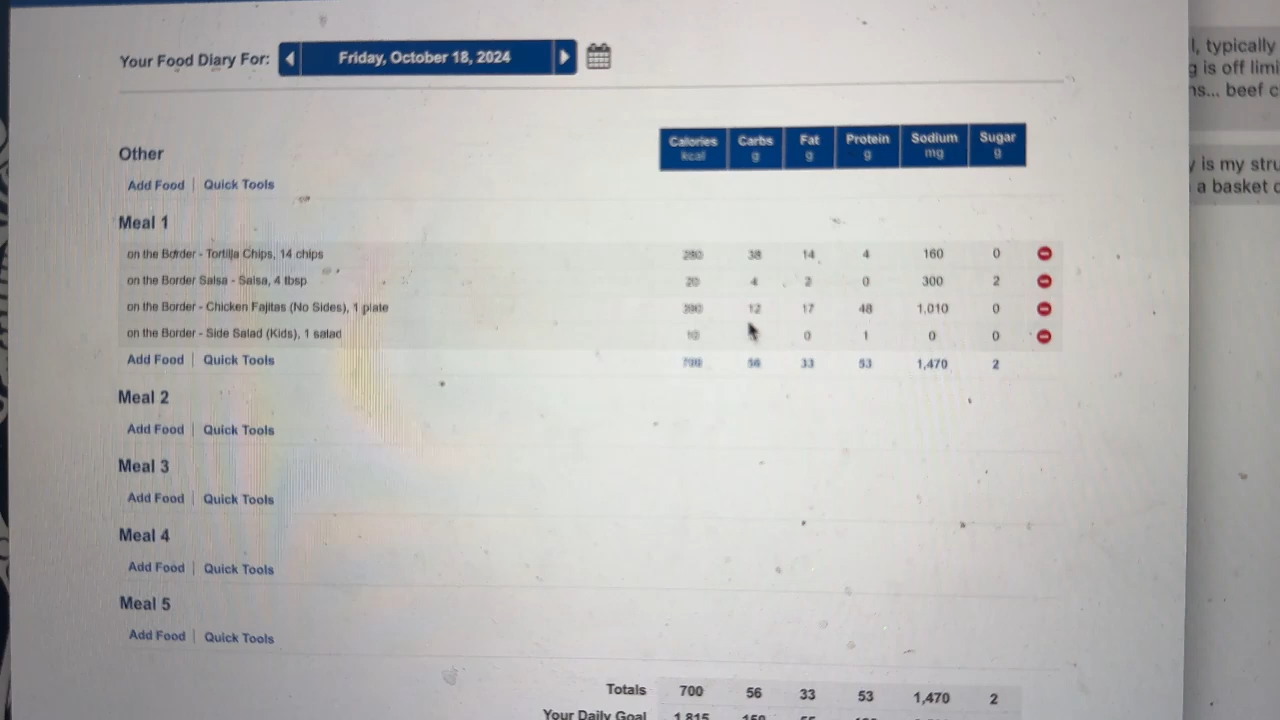 Your Food Diary For: Friday, October 18, 2024
l, typically
g is off limi
ns... beef c
Calories Carbs Fat Protein Sodium Sugar
kcal g g g mg g
Other
Add Food | Quick Tools
y is my stru
a basket o
Meal 1
on the Border - Tortilla Chips, 14 chips 280 38 14 4 160 0
on the Border Salsa - Salsa, 4 tbsp 20 4 2 0 300 2
on the Border - Chicken Fajitas (No Sides), 1 plate 12 17 48 1,010 0
on the Border - Side Salad (Kids), 1 salad 10 0 1 0 0
Add Food | Quick Tools 700 56 33 53 1,470 2
Meal 2
Add Food | Quick Tools
Meal 3
Add Food | Quick Tools
Meal 4
Add Food | Quick Tools
Meal 5
Add Food | Quick Tools
Totals 700 56 33 53 1,470 2
Your Daily Goal 1,815